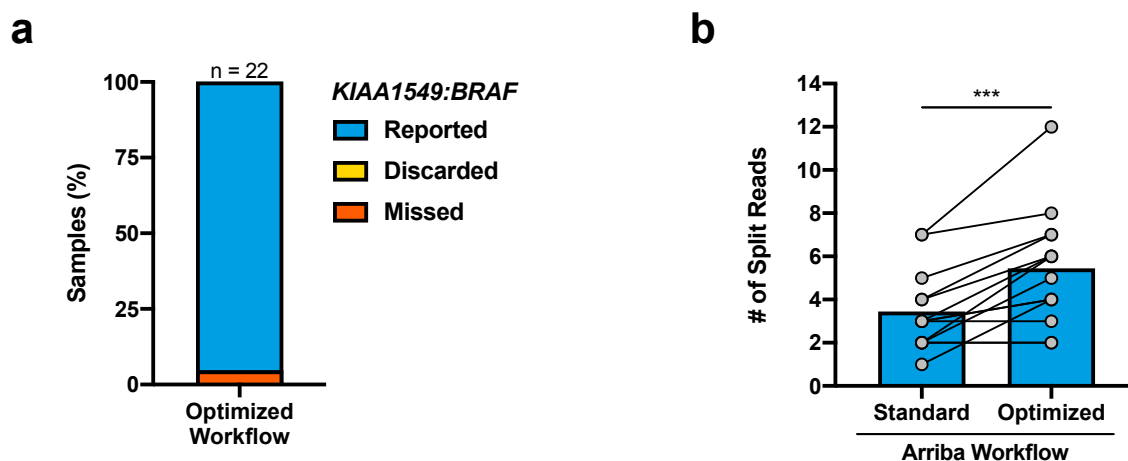 a
n = 22
100
75
50
25
0
Samples (%)
Optimized
Workflow
KIAA1549:BRAF
Reported
Discarded
Missed
b
14
12
10
8
6
4
2
0
# of Split Reads
***
Standard
Optimized
Arriba Workflow